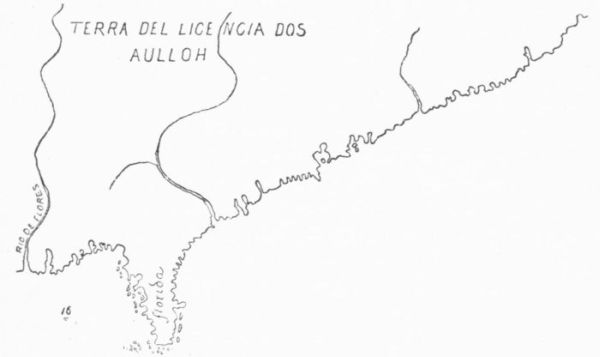 TERRA DEL LICENCIA DOS
AULLOH
RIO DE FLORES
florida
16